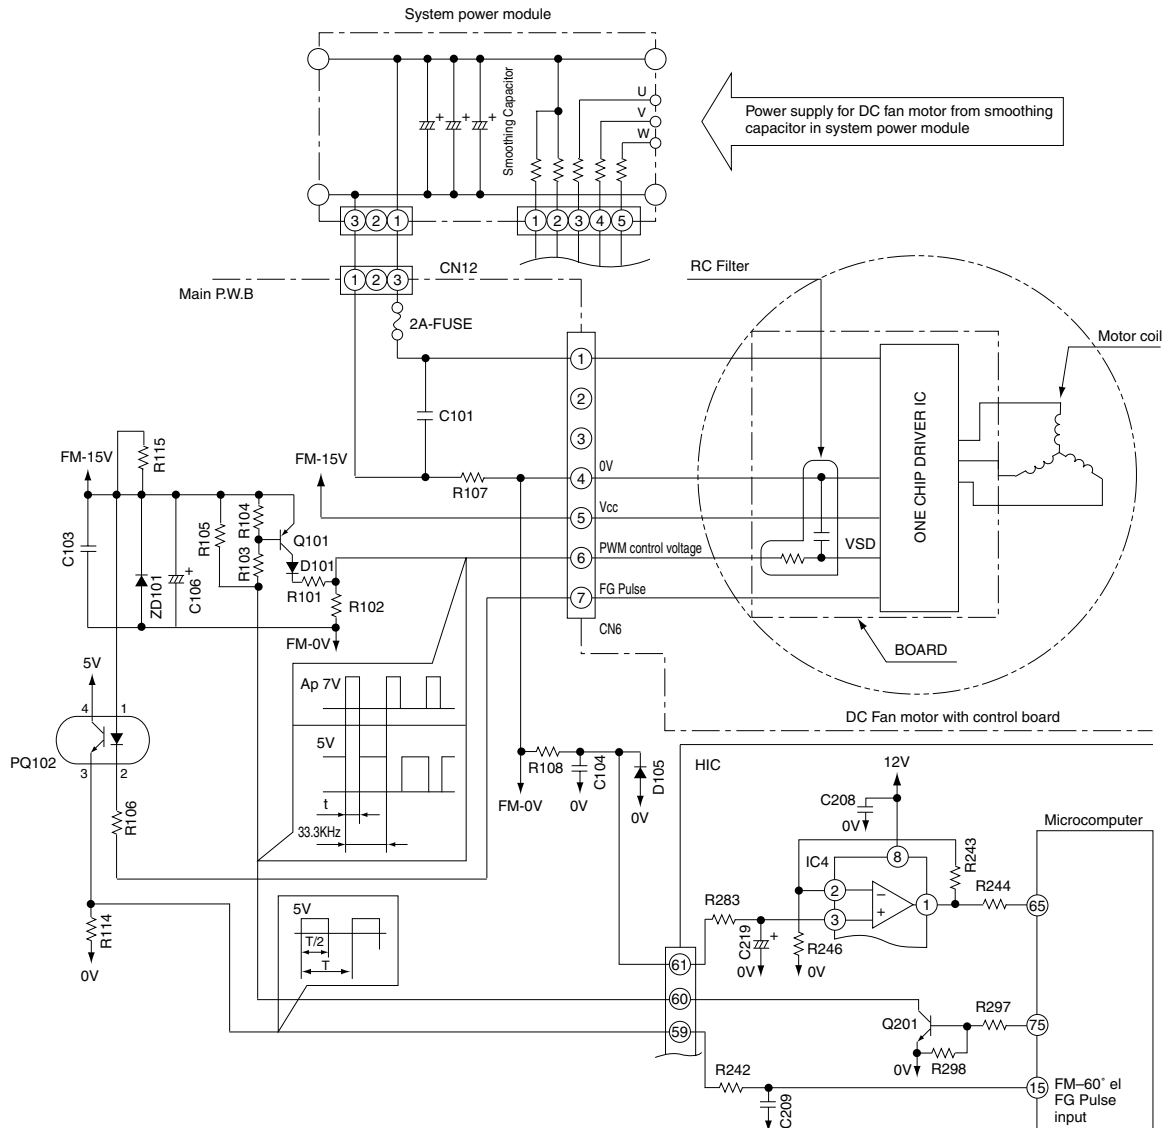 System power module
Smoothing Capacitor
+ + +
U
V
W
Power supply for DC fan motor from smoothing
capacitor in system power module
3 2 1
1 2 3 4 5
CN12
1 2 3
Main P.W.B
2A-FUSE
RC Filter
Motor coil
1
2
3
4
5
6
7
CN6
C101
R107
0V
Vcc
PWM control voltage
FG Pulse
VSD
ONE CHIP DRIVER IC
BOARD
DC Fan motor with control board
FM-15V
R115
FM-15V
C103
ZD101
C106
+
R105
R104
R103
Q101
D101
R101
R102
FM-0V
5V
4 1
PQ102
3 2
R106
R114
0V
Ap 7V
5V
t
33.3KHz
5V
T/2
T
R108
C104
D105
FM-0V
0V
0V
HIC
12V
C208
0V
IC4
8
2
3
1
−
+
R243
R244
R283
C219
+
0V
R246
0V
61
60
59
Microcomputer
65
75
15
Q201
R297
R298
0V
R242
C209
FM–60° el
FG Pulse
input